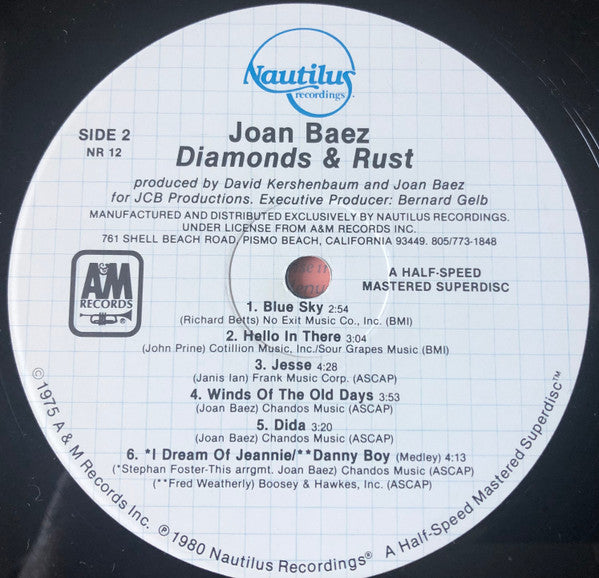 Nautilus
recordings®
SIDE 2
NR 12
Joan Baez
Diamonds & Rust
produced by David Kershenbaum and Joan Baez
for JCB Productions. Executive Producer: Bernard Gelb
MANUFACTURED AND DISTRIBUTED EXCLUSIVELY BY NAUTILUS RECORDINGS.
UNDER LICENSE FROM A&M RECORDS INC.
761 SHELL BEACH ROAD, PISMO BEACH, CALIFORNIA 93449. 805/773-1848
A&M
RECORDS
A HALF-SPEED
MASTERED SUPERDISC
1. Blue Sky 2:54
(Richard Betts) No Exit Music Co., Inc. (BMI)
2. Hello In There 3:04
(John Prine) Cotillion Music, Inc./Sour Grapes Music (BMI)
3. Jesse 4:28
(Janis Ian) Frank Music Corp. (ASCAP)
4. Winds Of The Old Days 3:53
(Joan Baez) Chandos Music (ASCAP)
5. Dida 3:20
(Joan Baez) Chandos Music (ASCAP)
6. *I Dream Of Jeannie/**Danny Boy (Medley) 4:13
(*Stephan Foster-This arrgmt. Joan Baez) Chandos Music (ASCAP)
(**Fred Weatherly) Boosey & Hawkes, Inc. (ASCAP)
©1975 A & M Records Inc. ℗1980 Nautilus Recordings® A Half-Speed Mastered Superdisc™